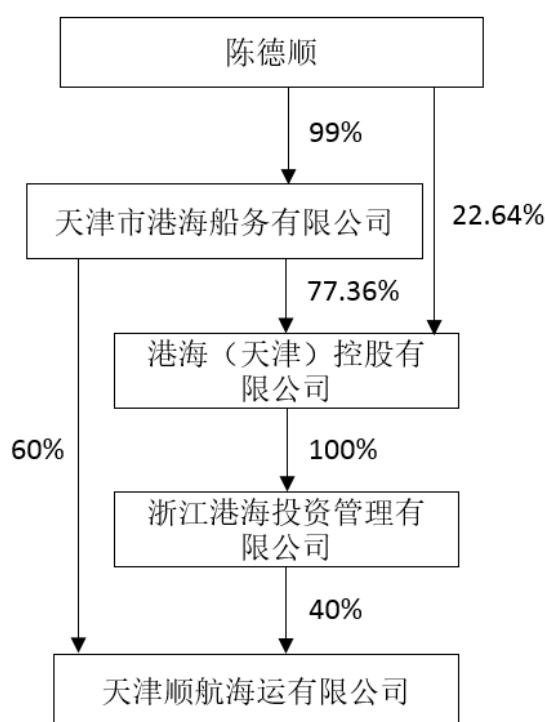 陈德顺
99%
天津市港海船务有限公司
22.64%
77.36%
港海（天津）控股有
限公司
60%
100%
浙江港海投资管理有
限公司
40%
天津顺航海运有限公司